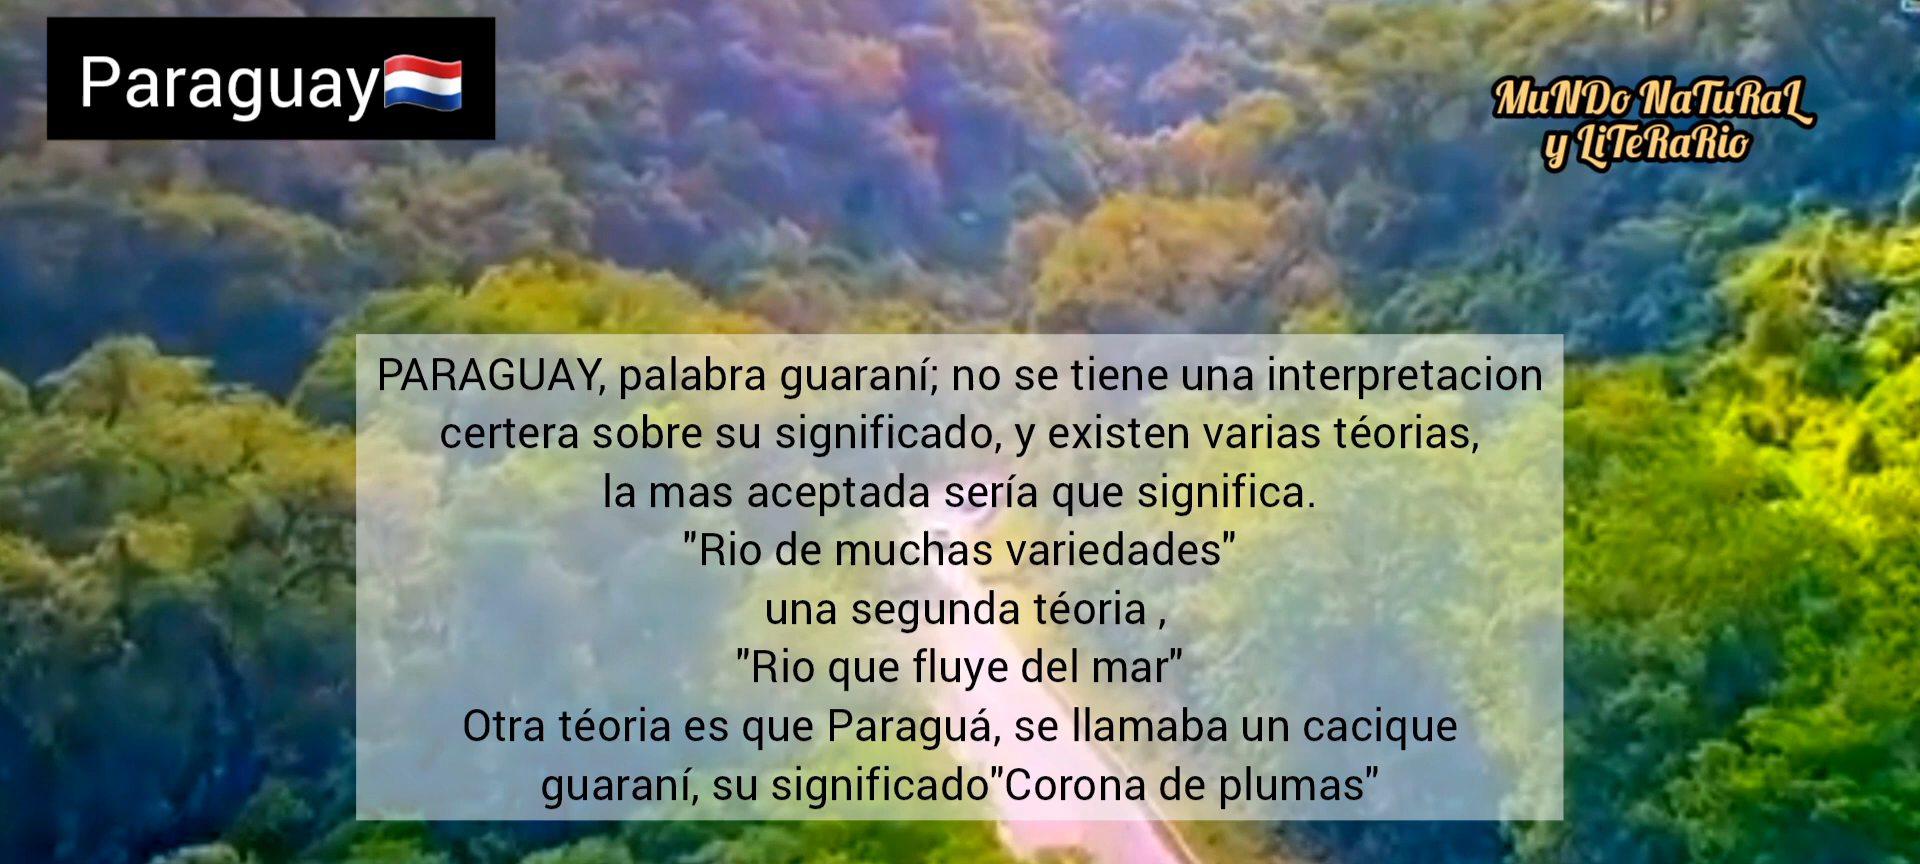 Paraguay
MuNDo NaTuRaL
y LiTeRaRio
PARAGUAY, palabra guaraní; no se tiene una interpretacion
certera sobre su significado, y existen varias téorias,
la mas aceptada sería que significa.
"Rio de muchas variedades"
una segunda téoria ,
"Rio que fluye del mar"
Otra téoria es que Paraguá, se llamaba un cacique
guaraní, su significado"Corona de plumas"